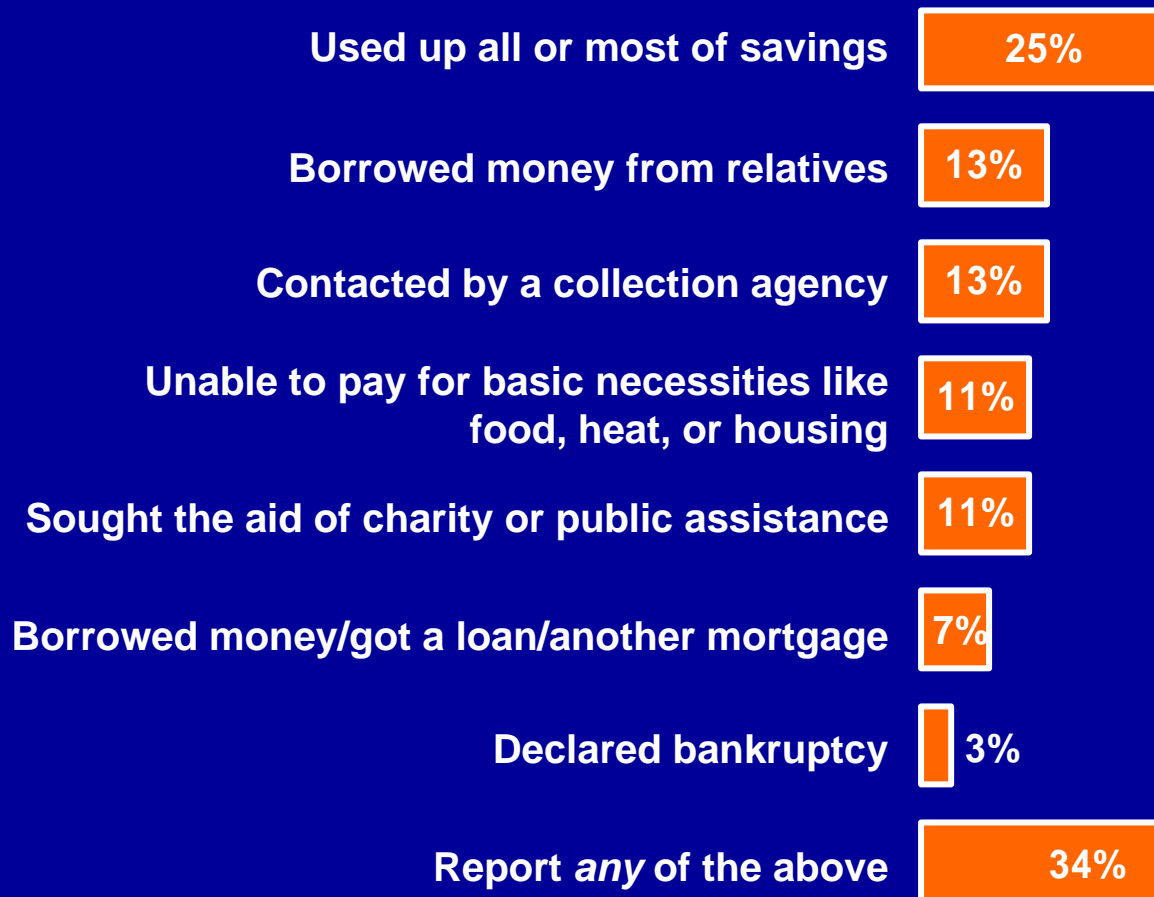 Used up all or most of savings 25%
Borrowed money from relatives 13%
Contacted by a collection agency 13%
Unable to pay for basic necessities like
food, heat, or housing 11%
Sought the aid of charity or public assistance 11%
Borrowed money/got a loan/another mortgage 7%
Declared bankruptcy 3%
Report any of the above 34%